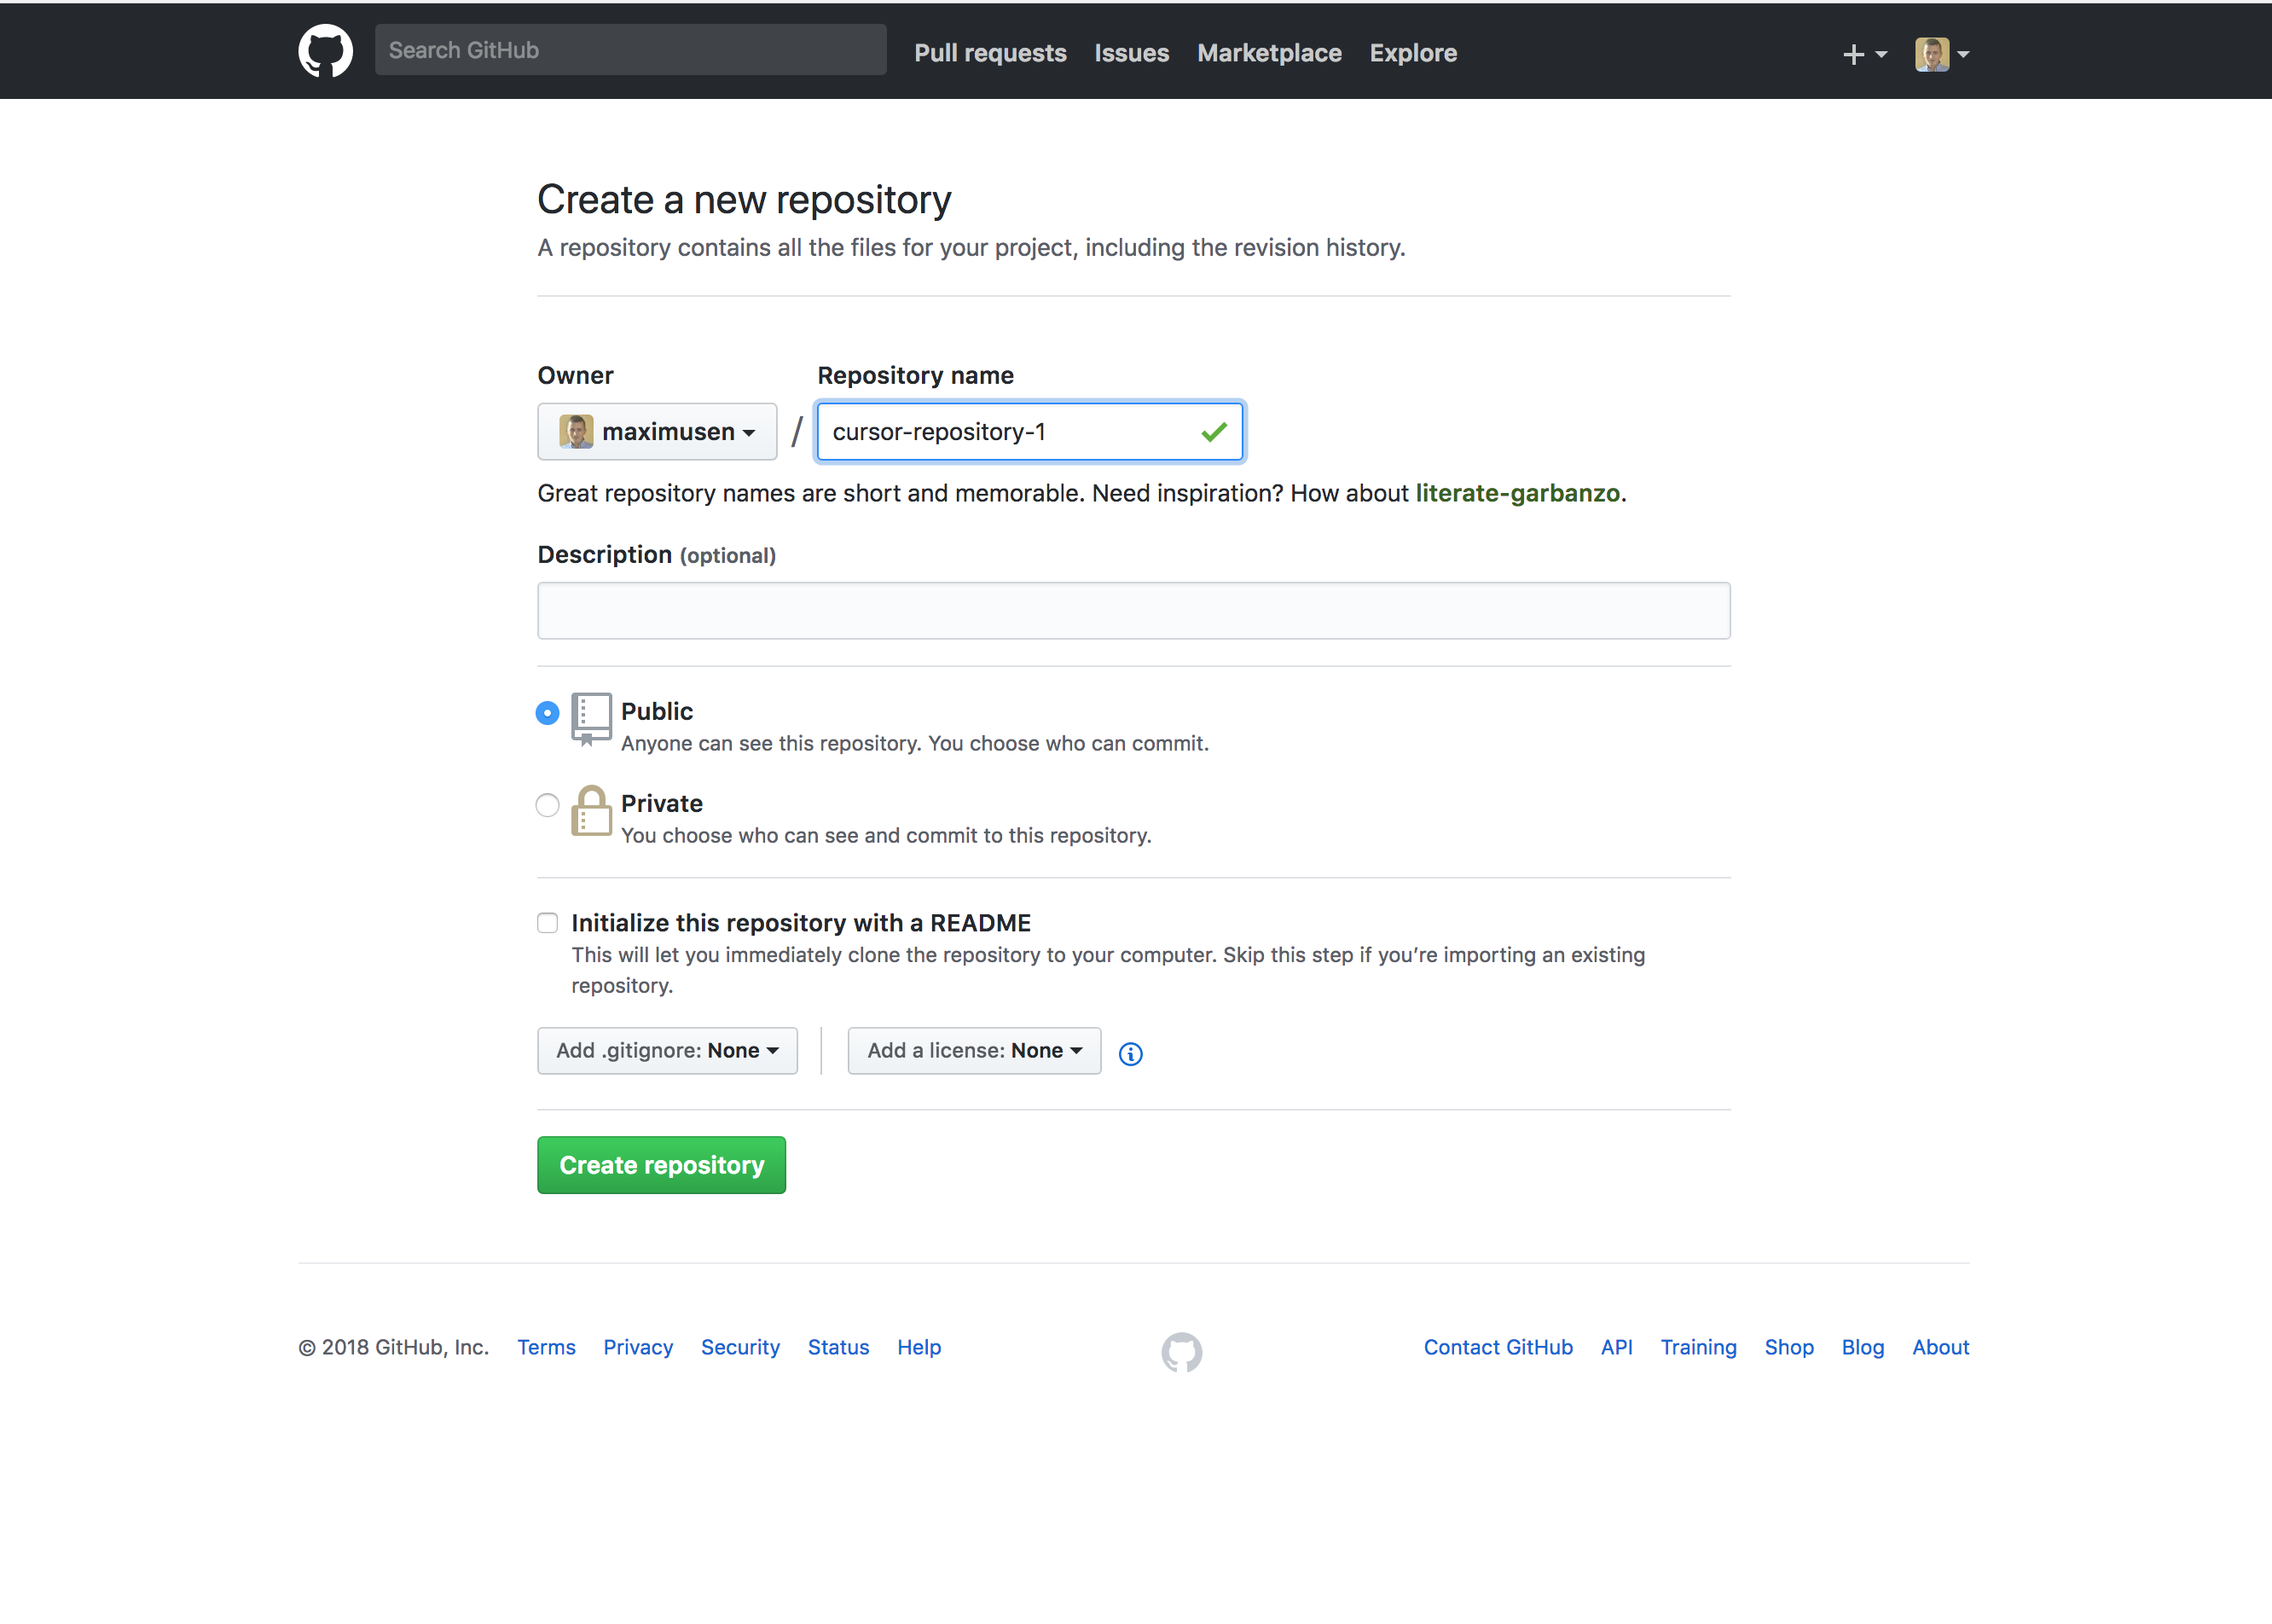 Search GitHub Pull requests Issues Marketplace Explore
Create a new repository
A repository contains all the files for your project, including the revision history.
Owner Repository name
maximusen / cursor-repository-1
Great repository names are short and memorable. Need inspiration? How about literate-garbanzo.
Description (optional)
Public
Anyone can see this repository. You choose who can commit.
Private
You choose who can see and commit to this repository.
Initialize this repository with a README
This will let you immediately clone the repository to your computer. Skip this step if you’re importing an existing
repository.
Add .gitignore: None Add a license: None
Create repository
© 2018 GitHub, Inc. Terms Privacy Security Status Help Contact GitHub API Training Shop Blog About